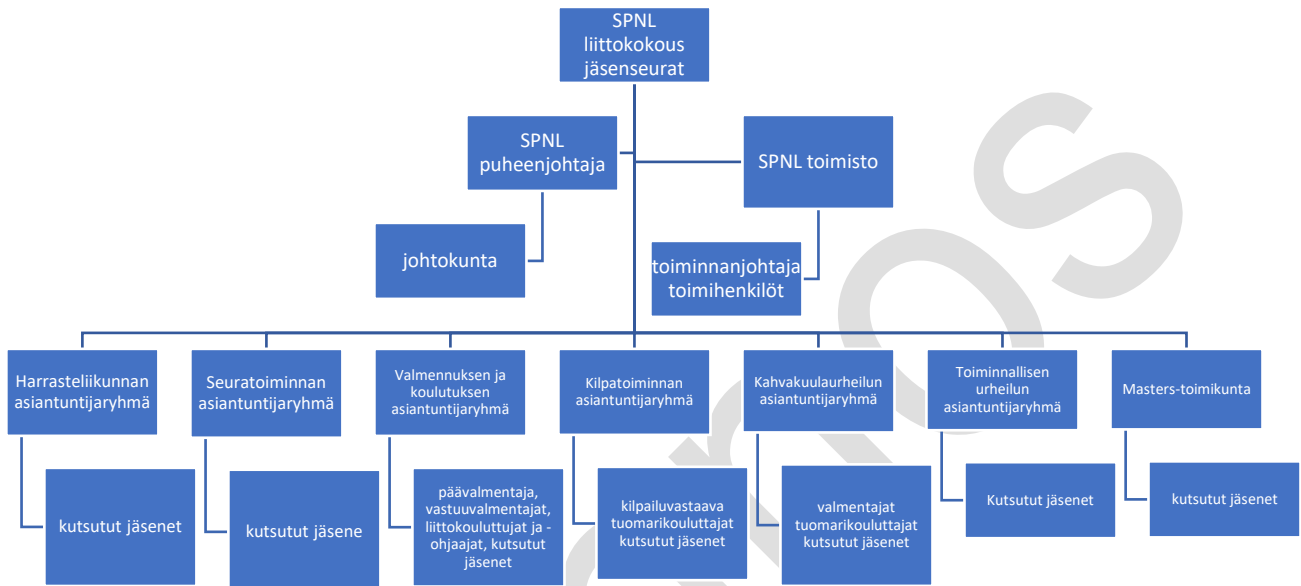 SPNL
liittokokous
jäsenseurat
SPNL
puheenjohtaja
SPNL toimisto
johtokunta
toiminnanjohtaja
toimihenkilöt
Harrasteliikunnan
asiantuntijaryhmä
Seuratoiminnan
asiantuntijaryhmä
Valmennuksen ja
koulutuksen
asiantuntijaryhmä
Kilpatoiminnan
asiantuntijaryhmä
Kahvakuulaurheilun
asiantuntijaryhmä
Toiminnallisen
urheilun
asiantuntijaryhmä
Masters-toimikunta
kutsutut jäsenet
kutsutut jäsene
päävalmentaja,
vastuuvalmentajat,
liittokouluttujat ja -
ohjaajat, kutsutut
jäsenet
kilpailuvastaava
tuomarikouluttajat
kutsutut jäsenet
valmentajat
tuomarikouluttajat
kutsutut jäsenet
Kutsutut jäsenet
kutsutut jäsenet